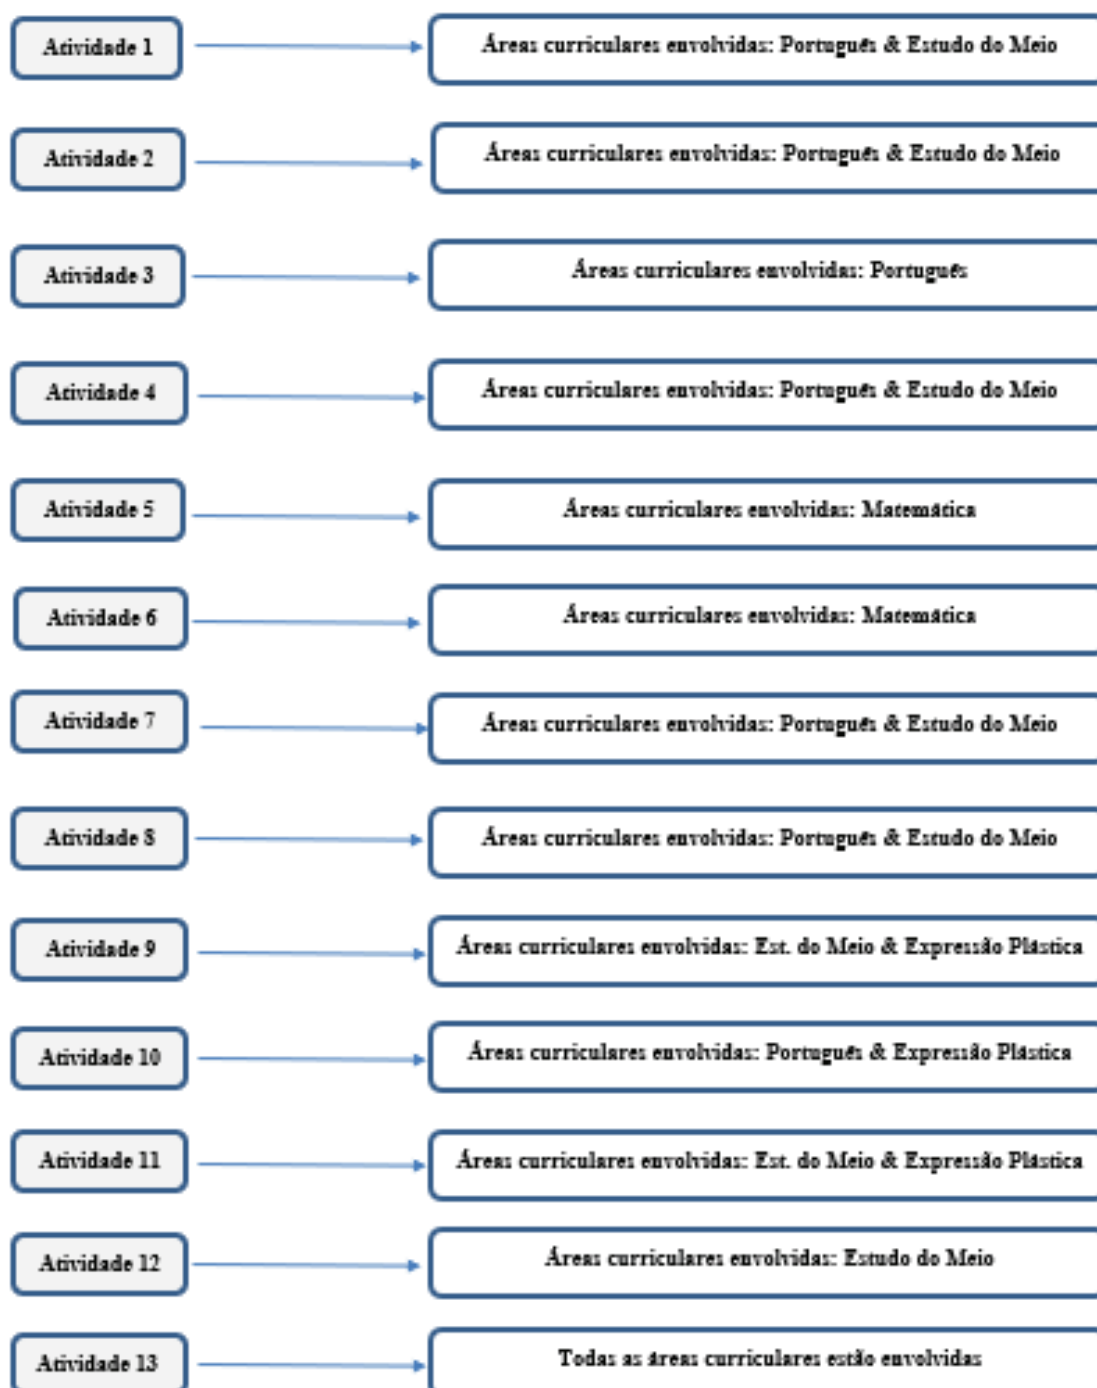 Atividade 1
Áreas curriculares envolvidas: Português & Estudo do Meio
Atividade 2
Áreas curriculares envolvidas: Português & Estudo do Meio
Atividade 3
Áreas curriculares envolvidas: Português
Atividade 4
Áreas curriculares envolvidas: Português & Estudo do Meio
Atividade 5
Áreas curriculares envolvidas: Matemática
Atividade 6
Áreas curriculares envolvidas: Matemática
Atividade 7
Áreas curriculares envolvidas: Português & Estudo do Meio
Atividade 8
Áreas curriculares envolvidas: Português & Estudo do Meio
Atividade 9
Áreas curriculares envolvidas: Est. do Meio & Expressão Plástica
Atividade 10
Áreas curriculares envolvidas: Português & Expressão Plástica
Atividade 11
Áreas curriculares envolvidas: Est. do Meio & Expressão Plástica
Atividade 12
Áreas curriculares envolvidas: Estudo do Meio
Atividade 13
Todas as áreas curriculares estão envolvidas